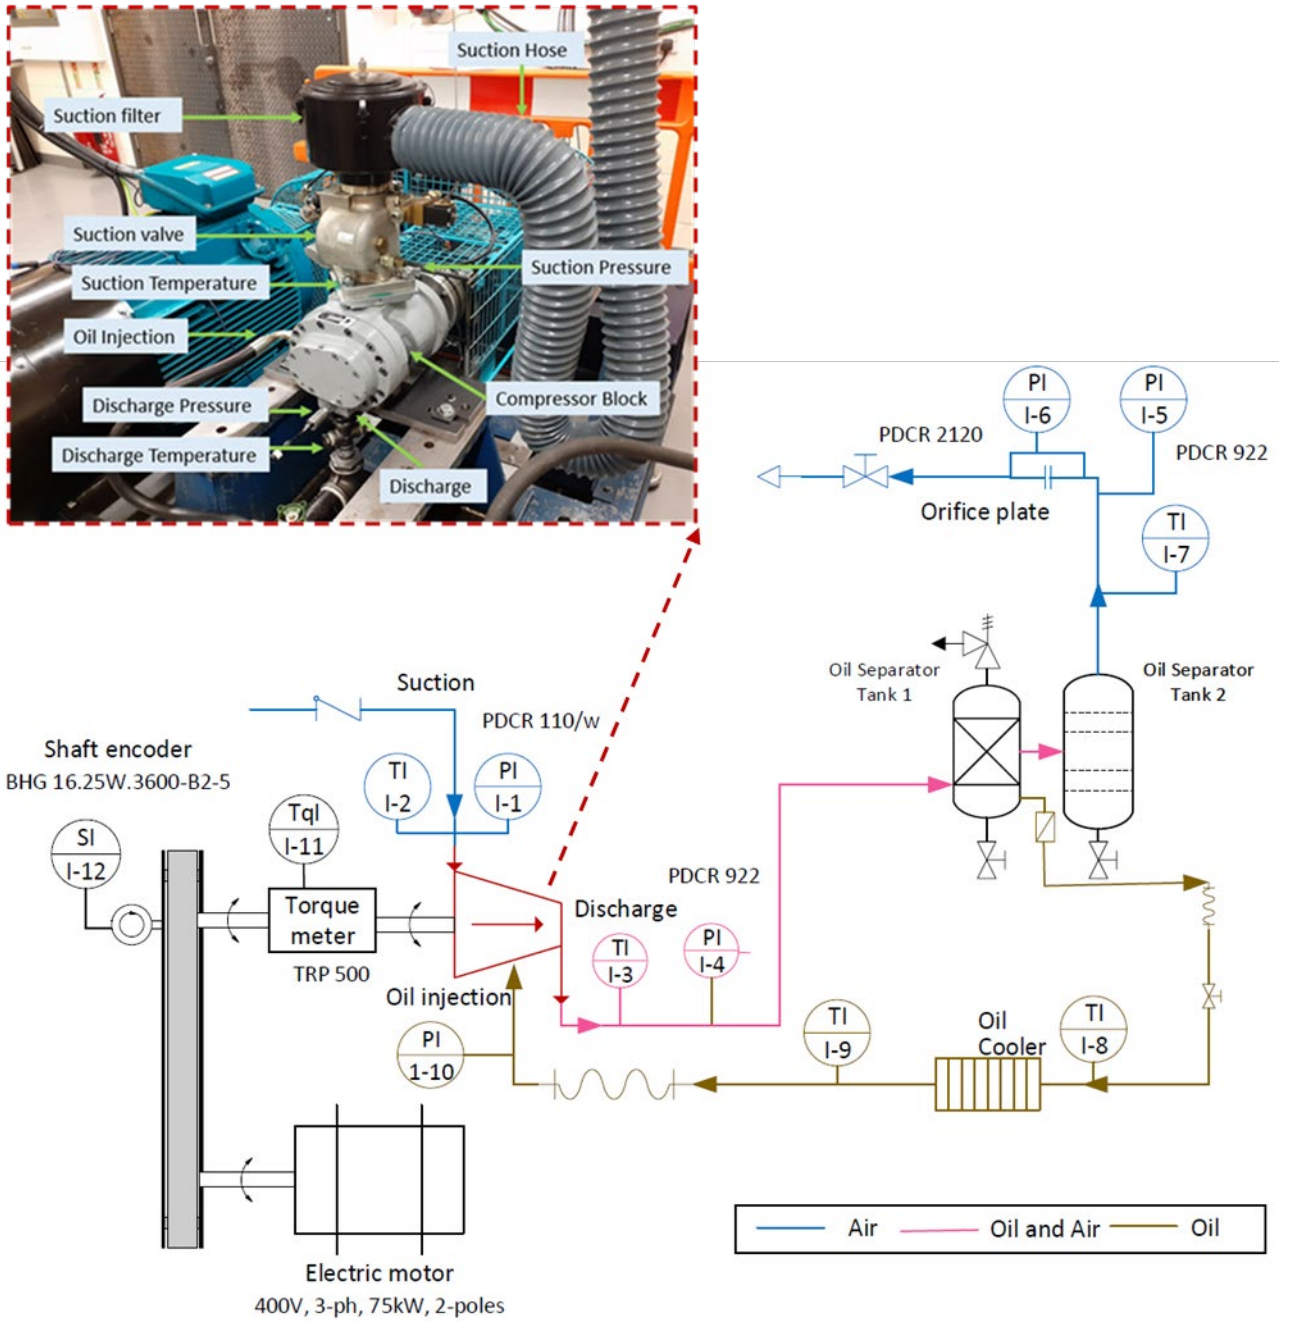 Suction Hose
Suction filter
Suction valve
Suction Pressure
Suction Temperature
Oil Injection
Compressor Block
Discharge Pressure
Discharge Temperature
Discharge
PI
I-6
PI
I-5
PDCR 2120
PDCR 922
Orifice plate
TI
I-7
Oil Separator
Tank 1
Oil Separator
Tank 2
Suction
PDCR 110/w
Shaft encoder
BHG 16.25W.3600-B2-5
TI
I-2
PI
I-1
TqI
I-11
SI
I-12
PDCR 922
Torque
meter
TRP 500
Discharge
TI
I-3
PI
I-4
Oil injection
PI
1-10
TI
I-9
Oil
Cooler
TI
I-8
Electric motor
400V, 3-ph, 75kW, 2-poles
Air
Oil and Air
Oil